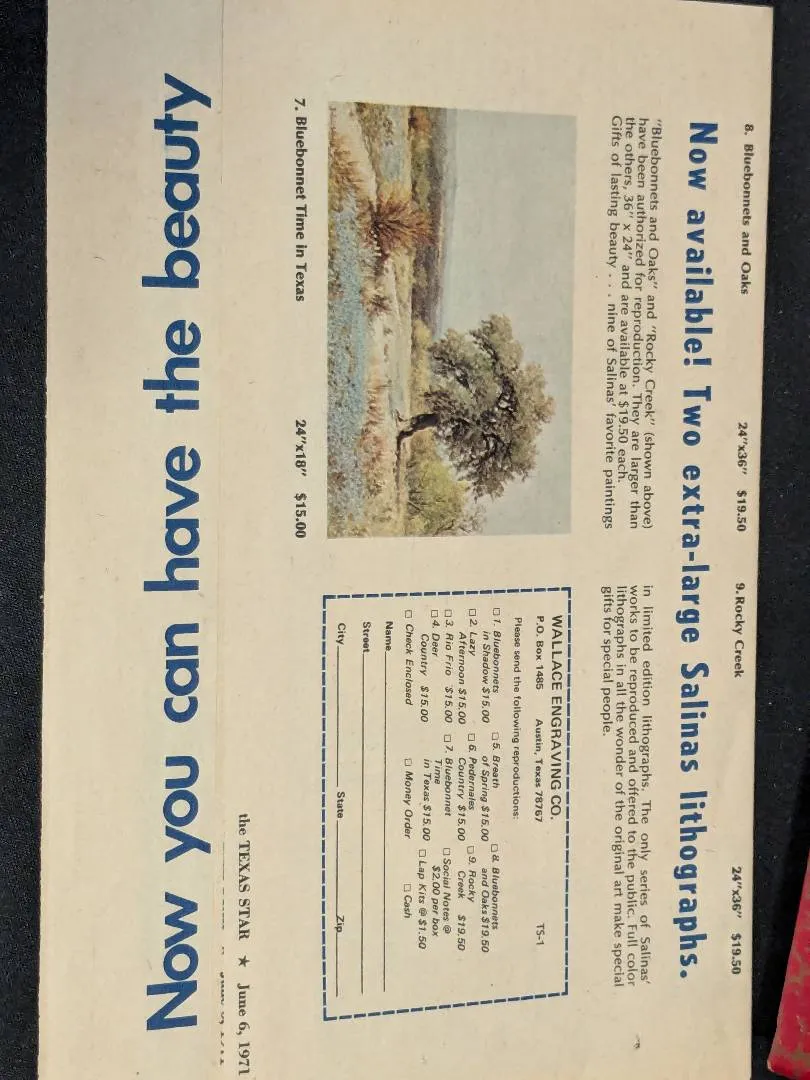 8. Bluebonnets and Oaks 24"x36" $19.50
9. Rocky Creek 24"x36" $19.50
Now available! Two extra-large Salinas lithographs.
"Bluebonnets and Oaks" and "Rocky Creek" (shown above)
have been authorized for reproduction. They are larger than
the others, 36" x 24" and are available at $19.50 each.
Gifts of lasting beauty . . . nine of Salinas' favorite paintings
in limited edition lithographs. The only series of Salinas'
works to be reproduced and offered to the public. Full color
lithographs in all the wonder of the original art make special
gifts for special people.
7. Bluebonnet Time in Texas 24"x18" $15.00
WALLACE ENGRAVING CO.
P.O. Box 1485 Austin, Texas 78767 TS-1
Please send the following reproductions:
1. Bluebonnets
in Shadow $15.00
2. Lazy
Afternoon $15.00
3. Rio Frio $15.00
4. Deer
Country $15.00
5. Breath
of Spring $15.00
6. Pedernales
Country $15.00
7. Bluebonnet
Time
in Texas $15.00
8. Bluebonnets
and Oaks $19.50
9. Rocky
Creek $19.50
Social Notes @
$2.00 per box
Lap Kits @ $1.50
Check Enclosed Money Order Cash
Name
Street
City State Zip
the TEXAS STAR ★ June 6, 1971
Now you can have the beauty